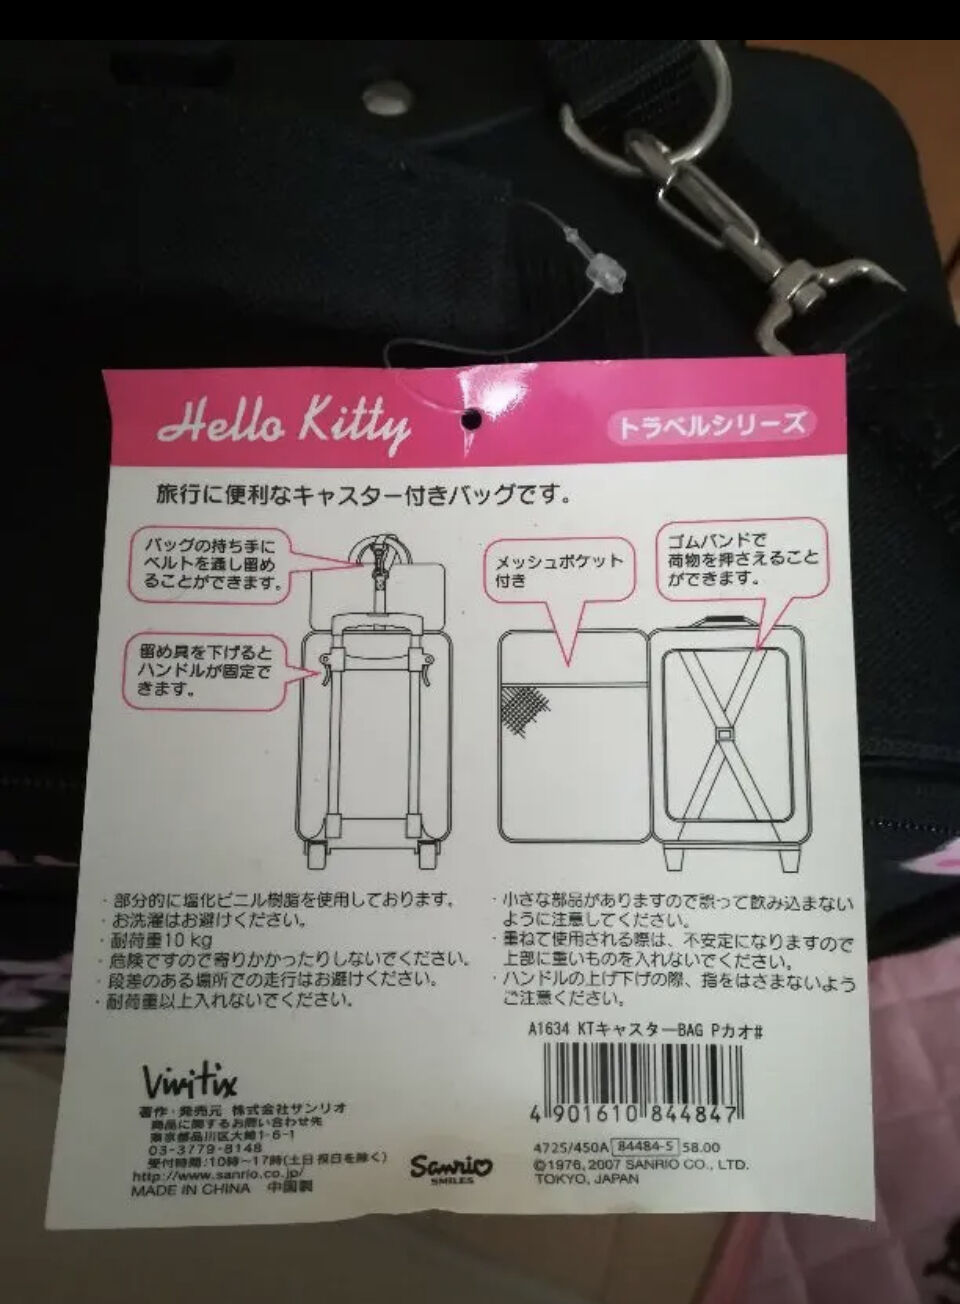 Hello Kitty
トラベルシリーズ
旅行に便利なキャスター付きバッグです。
バッグの持ち手に
ベルトを通し留め
ることができます。
留め具を下げると
ハンドルが固定で
きます。
メッシュポケット
付き
ゴムバンドで
荷物を押さえること
ができます。
・部分的に塩化ビニル樹脂を使用しております。
・お洗濯はお避けください。
・耐荷重10 kg
・危険ですので寄りかかったりしないでください。
・段差のある場所での走行はお避けください。
・耐荷重以上入れないでください。
・小さな部品がありますので誤って飲み込まない
ように注意してください。
・重ねて使用される際は、不安定になりますので
上部に重いものを入れないでください。
・ハンドルの上げ下げの際、指をはさまないよう
ご注意ください。
A1634 KTキャスターBAG Pカオ#
4 901610 844847
4725/450A 84484-5 58.00
©1976, 2007 SANRIO CO., LTD.
TOKYO, JAPAN
Vivitix
著作・発売元 株式会社サンリオ
商品に関するお問い合わせ先
東京都品川区大崎1-6-1
03-3779-8148
受付時間:10時〜17時(土日祝日を除く)
http://www.sanrio.co.jp/
MADE IN CHINA 中国製
Sanrio
SMILES